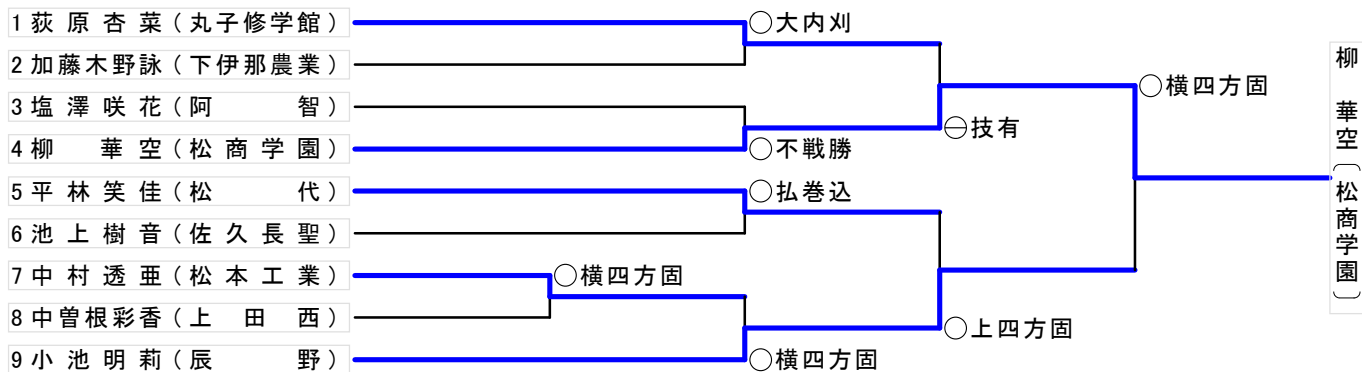 1 荻原杏菜(丸子修学館)
○大内刈
2 加藤木野詠(下伊那農業)
3 塩澤咲花(阿智)
○横四方固
㊀技有
4 柳華空(松商学園)
○不戦勝
5 平林笑佳(松代)
○払巻込
6 池上樹音(佐久長聖)
7 中村透亜(松本工業)
○横四方固
8 中曽根彩香(上田西)
○上四方固
9 小池明莉(辰野)
○横四方固
柳華空(松商学園)